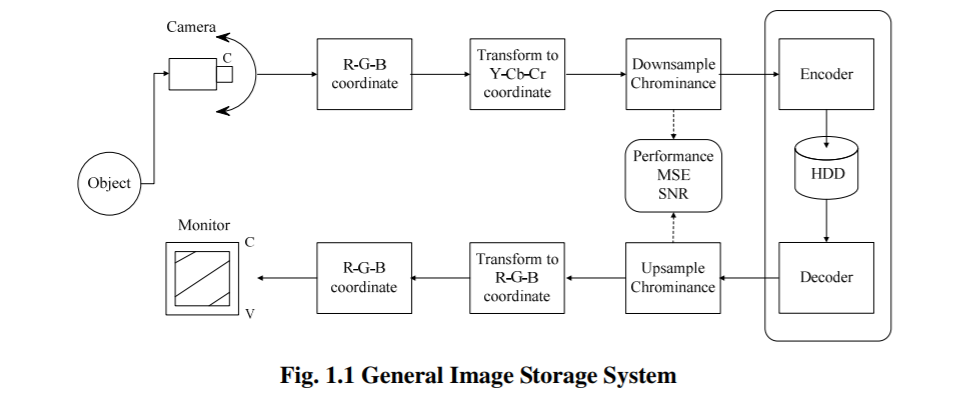 Camera
C
R-G-B
coordinate
Transform to
Y-Cb-Cr
coordinate
Downsample
Chrominance
Encoder
Object
Performance
MSE
SNR
HDD
Monitor
C
V
R-G-B
coordinate
Transform to
R-G-B
coordinate
Upsample
Chrominance
Decoder
Fig. 1.1 General Image Storage System